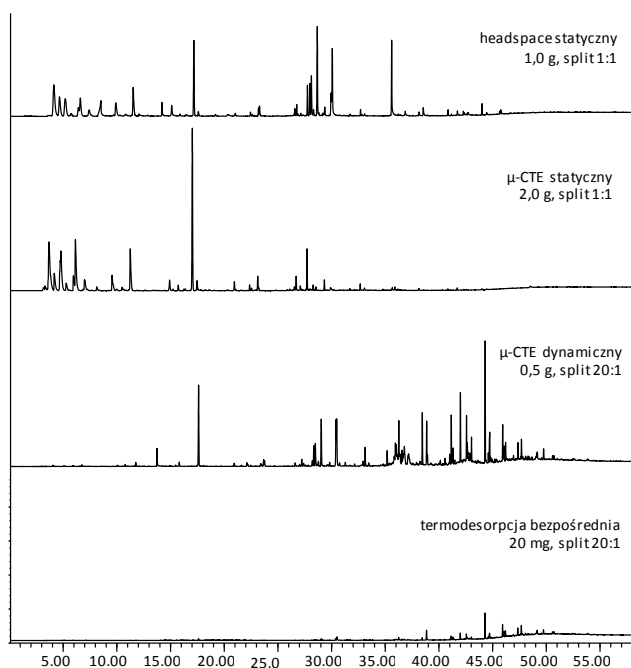 headspace statyczny
1,0 g, split 1:1
µ-CTE statyczny
2,0 g, split 1:1
µ-CTE dynamiczny
0,5 g, split 20:1
termodesorpcja bezpośrednia
20 mg, split 20:1
5.00 10.00 15.00 20.00 25.0 30.00 35.00 40.00 45.00 50.00 55.00